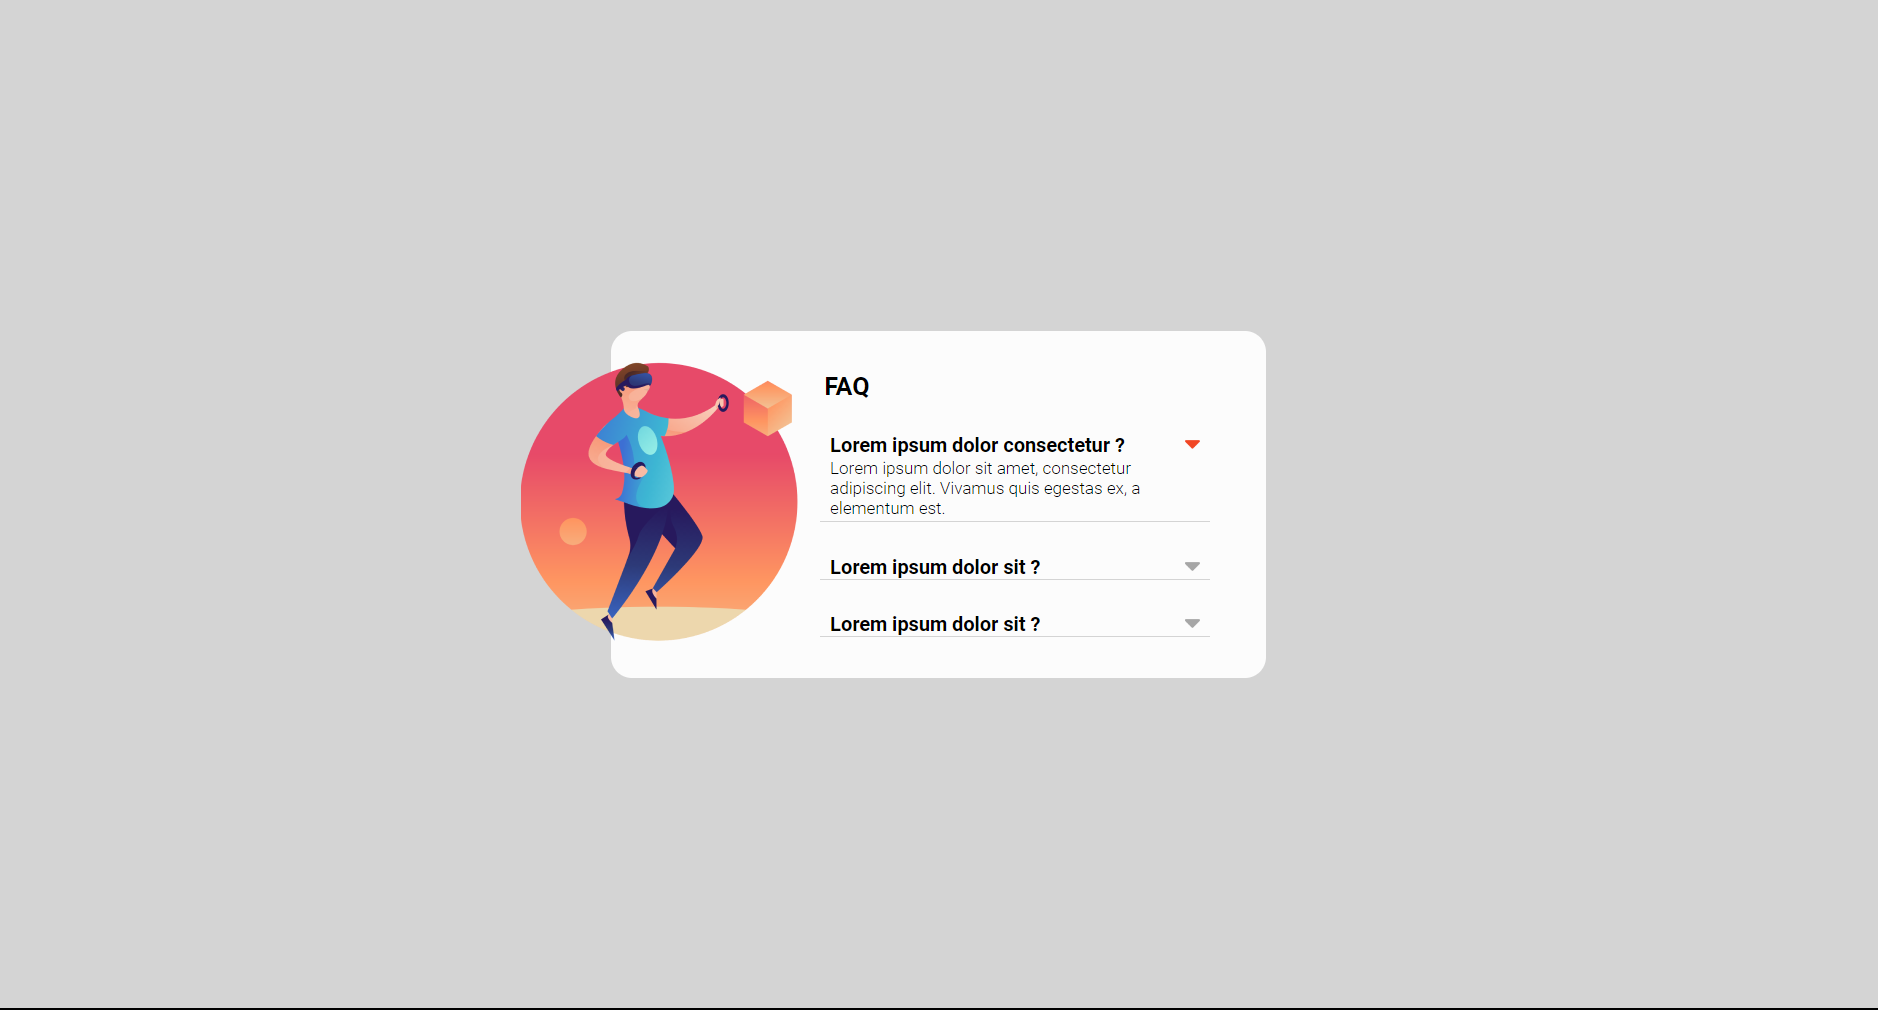 FAQ
Lorem ipsum dolor consectetur ?
Lorem ipsum dolor sit amet, consectetur
adipiscing elit. Vivamus quis egestas ex, a
elementum est.
Lorem ipsum dolor sit ?
Lorem ipsum dolor sit ?